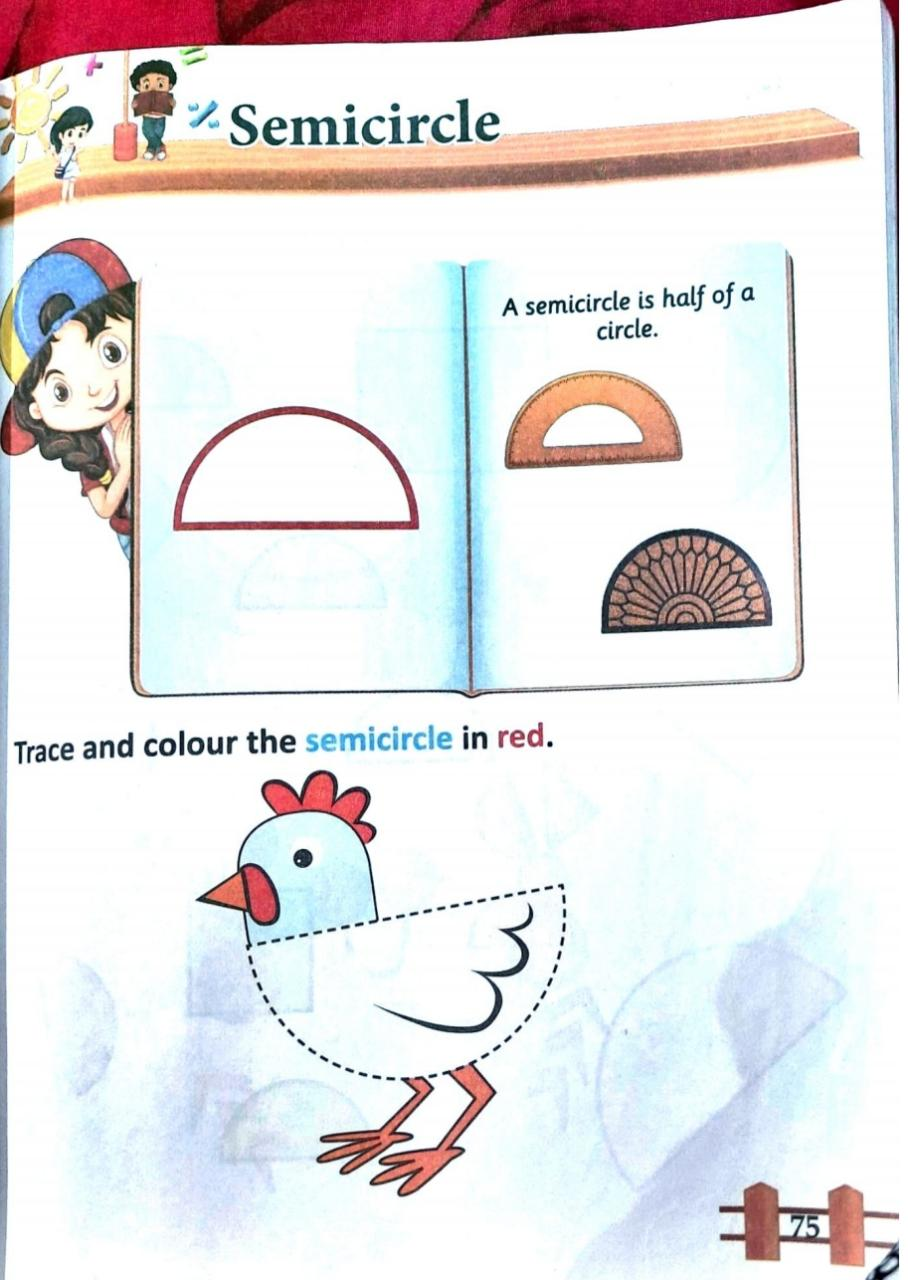 Semicircle
A semicircle is half of a
circle.
Trace and colour the semicircle in red.
75